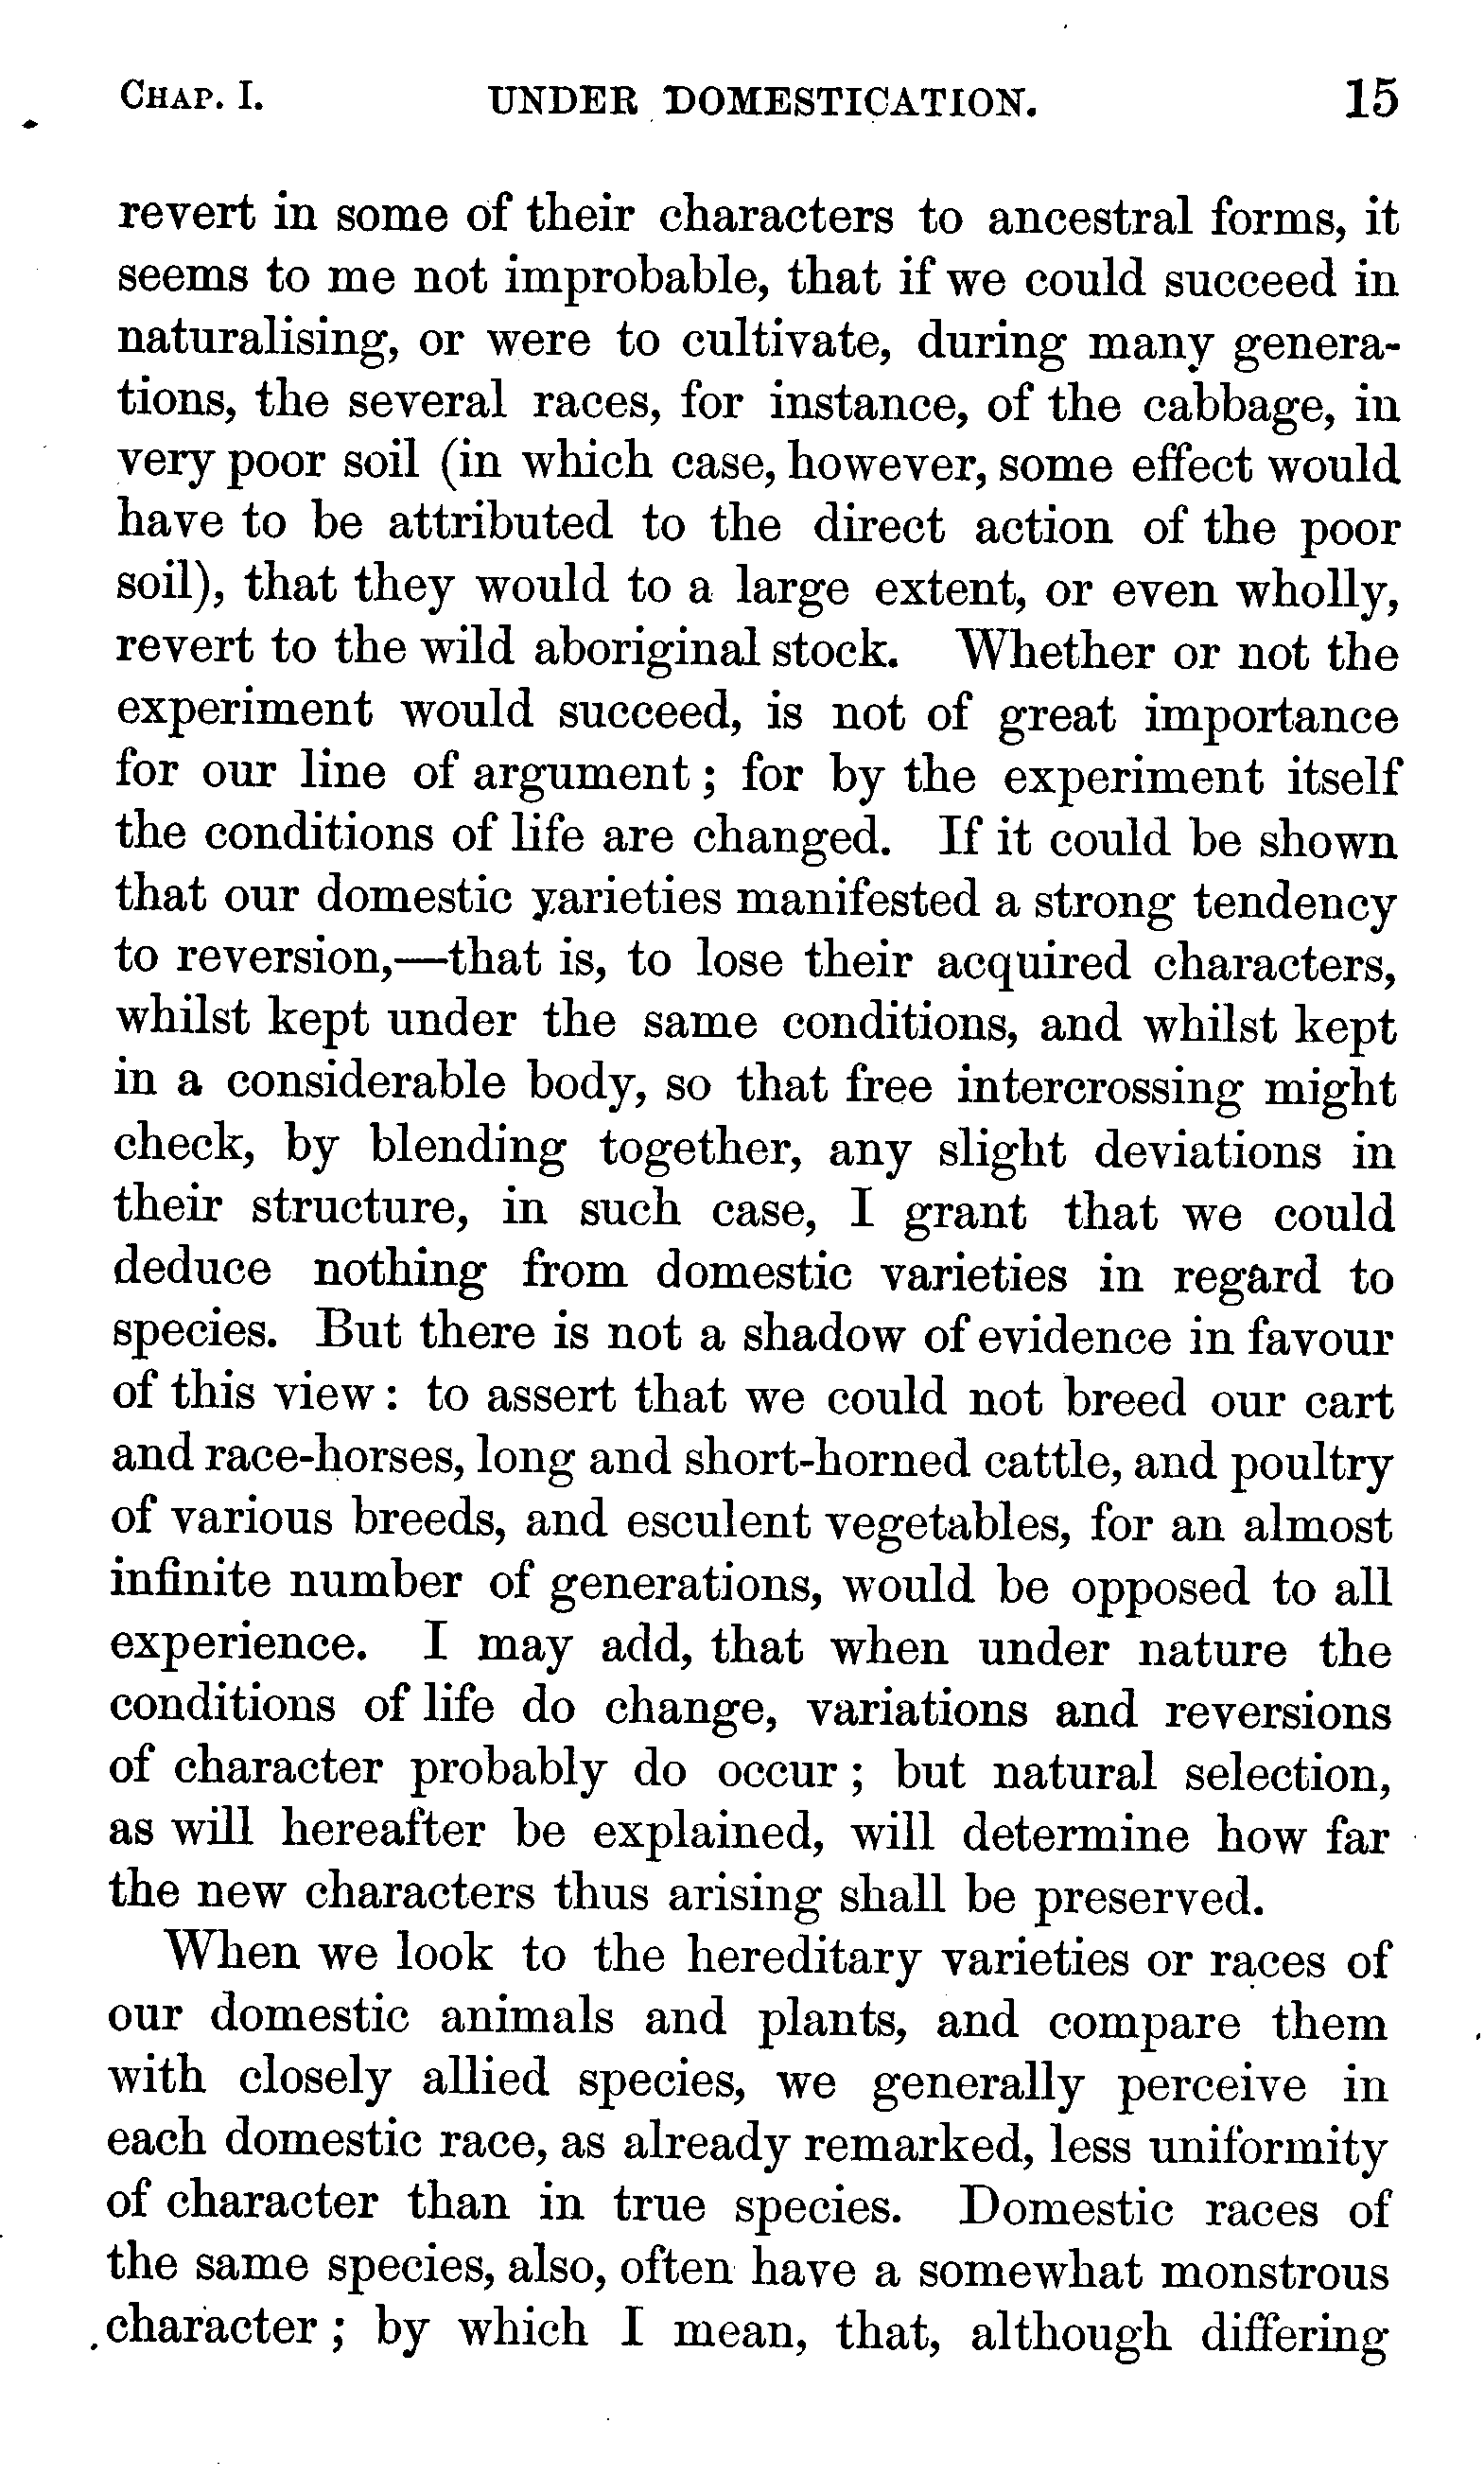 CHAP. I. UNDER DOMESTICATION. 15
revert in some of their characters to ancestral forms, it
seems to me not improbable, that if we could succeed in
naturalising, or were to cultivate, during many genera-
tions, the several races, for instance, of the cabbage, in
very poor soil (in which case, however, some effect would
have to be attributed to the direct action of the poor
soil), that they would to a large extent, or even wholly,
revert to the wild aboriginal stock. Whether or not the
experiment would succeed, is not of great importance
for our line of argument; for by the experiment itself
the conditions of life are changed. If it could be shown
that our domestic varieties manifested a strong tendency
to reversion,—that is, to lose their acquired characters,
whilst kept under the same conditions, and whilst kept
in a considerable body, so that free intercrossing might
check, by blending together, any slight deviations in
their structure, in such case, I grant that we could
deduce nothing from domestic varieties in regard to
species. But there is not a shadow of evidence in favour
of this view: to assert that we could not breed our cart
and race-horses, long and short-horned cattle, and poultry
of various breeds, and esculent vegetables, for an almost
infinite number of generations, would be opposed to all
experience. I may add, that when under nature the
conditions of life do change, variations and reversions
of character probably do occur; but natural selection,
as will hereafter be explained, will determine how far
the new characters thus arising shall be preserved.
When we look to the hereditary varieties or races of
our domestic animals and plants, and compare them
with closely allied species, we generally perceive in
each domestic race, as already remarked, less uniformity
of character than in true species. Domestic races of
the same species, also, often have a somewhat monstrous
character; by which I mean, that, although differing